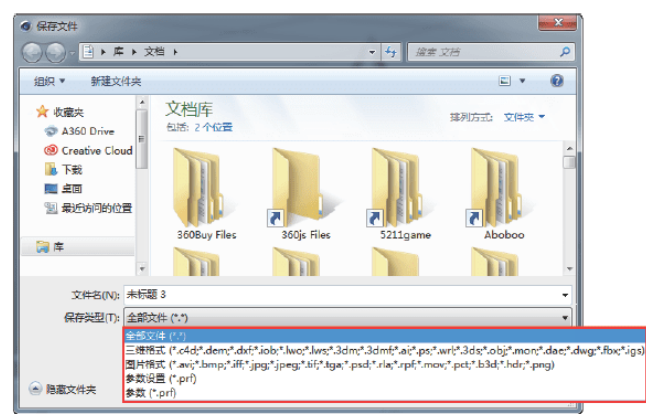 保存文件
库 文档
搜索 文档
组织 新建文件夹
收藏夹
A360 Drive
Creative Cloud
下载
桌面
最近访问的位置
库
文档库
包括: 2 个位置
排列方式: 文件夹
360Buy Files
360js Files
5211game
Aboboo
文件名(N): 未标题 3
保存类型(T): 全部文件 (*.*)
全部文件 (*.*)
三维格式 (*.c4d;*.dem;*.dxf;*.iob;*.lwo;*.lws;*.3dm;*.3dmf;*.ai;*.ps;*.wrl;*.3ds;*.obj;*.mon;*.dae;*.dwg;*.fbx;*.igs)
图片格式 (*.avi;*.bmp;*.iff;*.jpg;*.jpeg;*.tif;*.tga;*.psd;*.rla;*.rpf;*.mov;*.pct;*.b3d;*.hdr;*.png)
参数设置 (*.prf)
参数 (*.prf)
隐藏文件夹